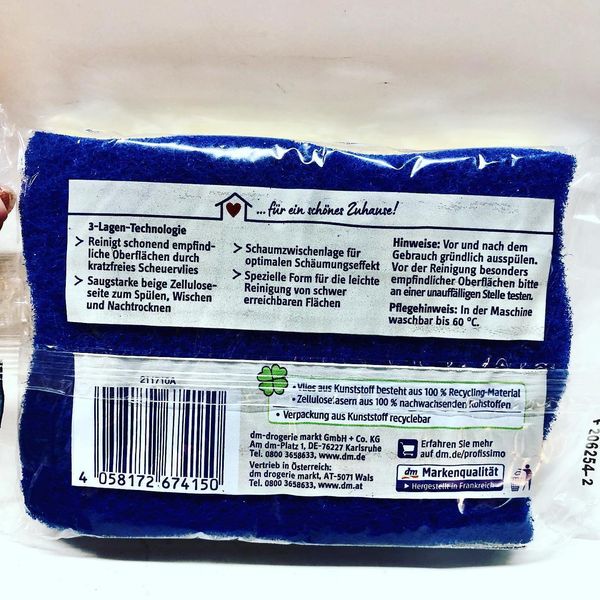 ... für ein schönes Zuhause!
3-Lagen-Technologie
> Reinigt schonend empfind-
liche Oberflächen durch
kratzfreies Scheuervlies
> Saugstarke beige Zellulose-
seite zum Spülen, Wischen
und Nachtrocknen
> Schaumzwischenlage für
optimalen Schäumungseffekt
> Spezielle Form für die leichte
Reinigung von schwer
erreichbaren Flächen
Hinweise: Vor und nach dem
Gebrauch gründlich ausspülen.
Vor der Reinigung besonders
empfindlicher Oberflächen bitte
an einer unauffälligen Stelle testen.
Pflegehinweis: In der Maschine
waschbar bis 60 °C.
211710A
4 058172 674150
• Vlies aus Kunststoff besteht aus 100 % Recycling-Material
• Zellulosefasern aus 100 % nachwachsenden Rohstoffen
• Verpackung aus Kunststoff recyclebar
dm-drogerie markt GmbH + Co. KG
Am dm-Platz 1, DE-76227 Karlsruhe
Tel. 0800 3658633, www.dm.de
Vertrieb in Österreich:
dm drogerie markt, AT-5071 Wals
Tel. 0800 3658633, www.dm.at
Erfahren Sie mehr
auf dm.de/profissimo
dm Markenqualität
> Hergestellt in Frankreich
206254-2